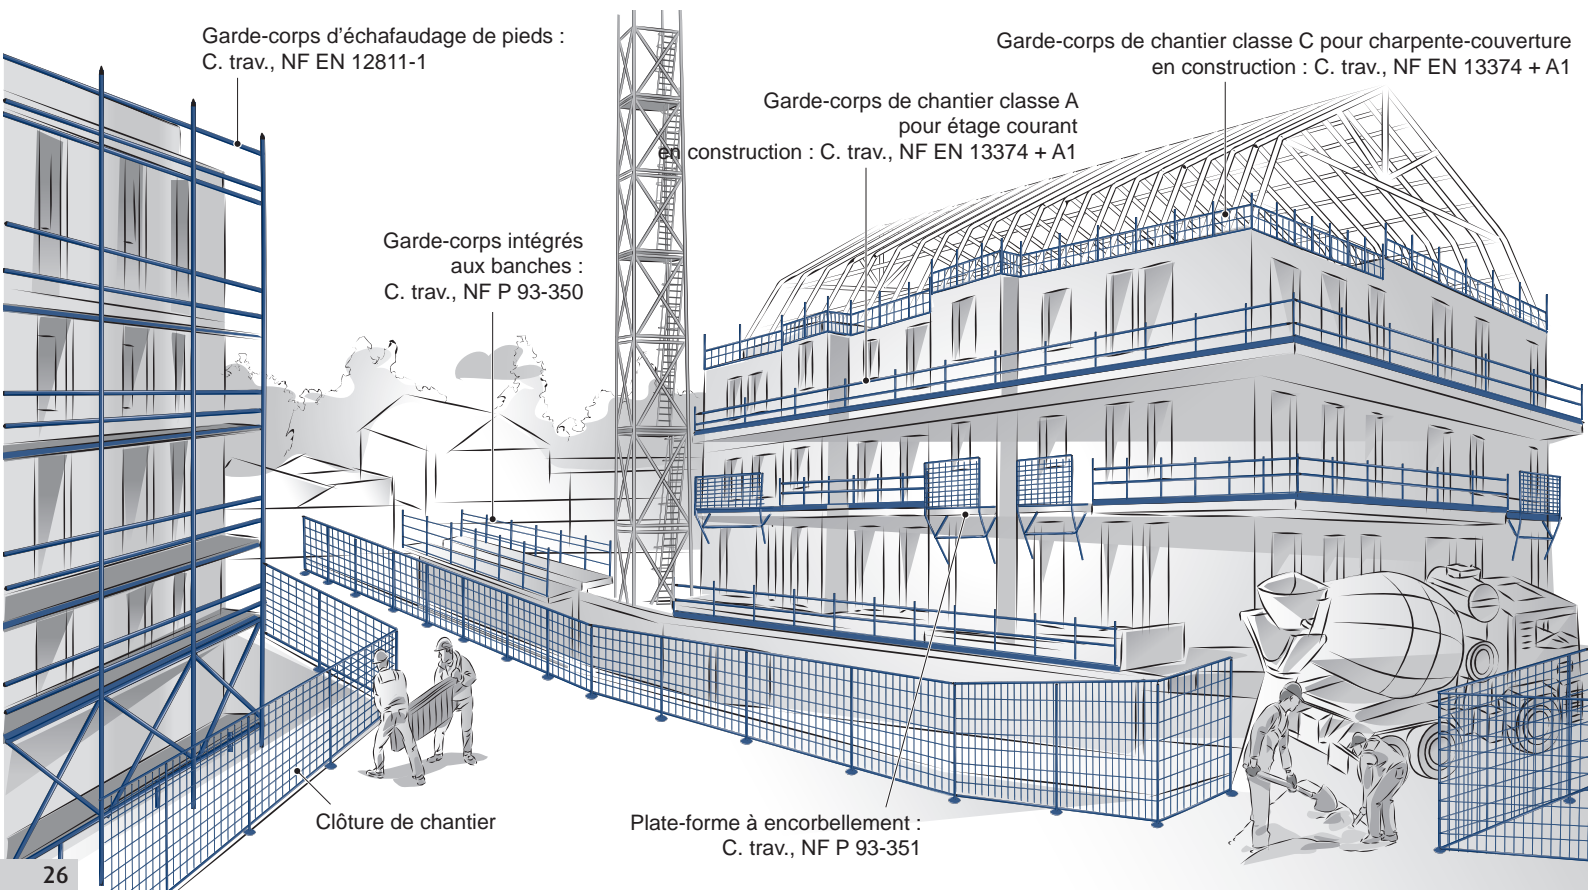 Garde-corps d'échafaudage de pieds :
C. trav., NF EN 12811-1
Garde-corps de chantier classe C pour charpente-couverture
en construction : C. trav., NF EN 13374 + A1
Garde-corps de chantier classe A
pour étage courant
en construction : C. trav., NF EN 13374 + A1
Garde-corps intégrés
aux banches :
C. trav., NF P 93-350
Clôture de chantier
Plate-forme à encorbellement :
C. trav., NF P 93-351
26